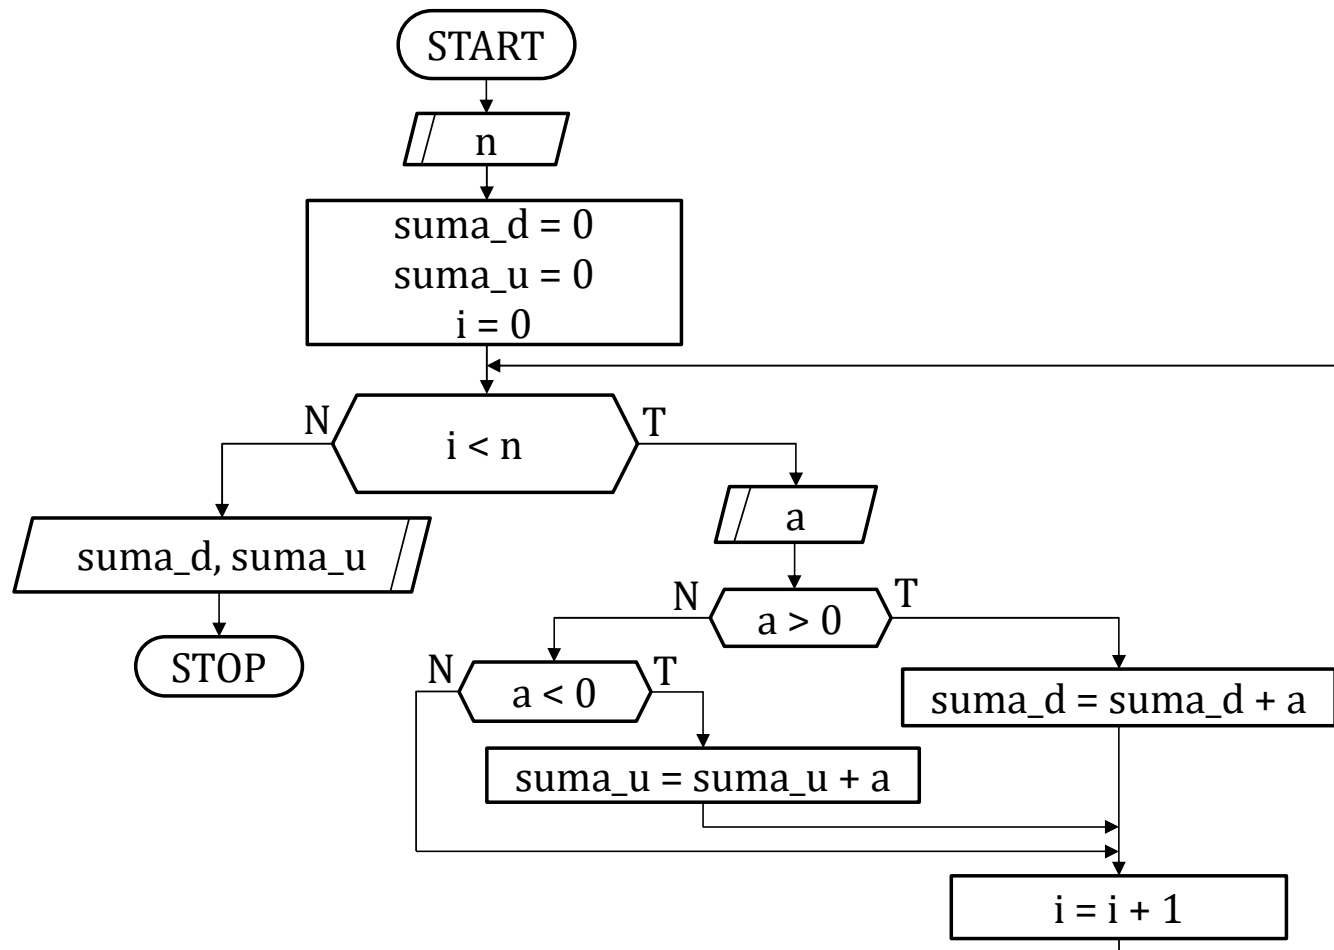 START
n
suma_d = 0
suma_u = 0
i = 0
N
T
i < n
a
suma_d, suma_u
N
T
a > 0
STOP
N
T
a < 0
suma_d = suma_d + a
suma_u = suma_u + a
i = i + 1